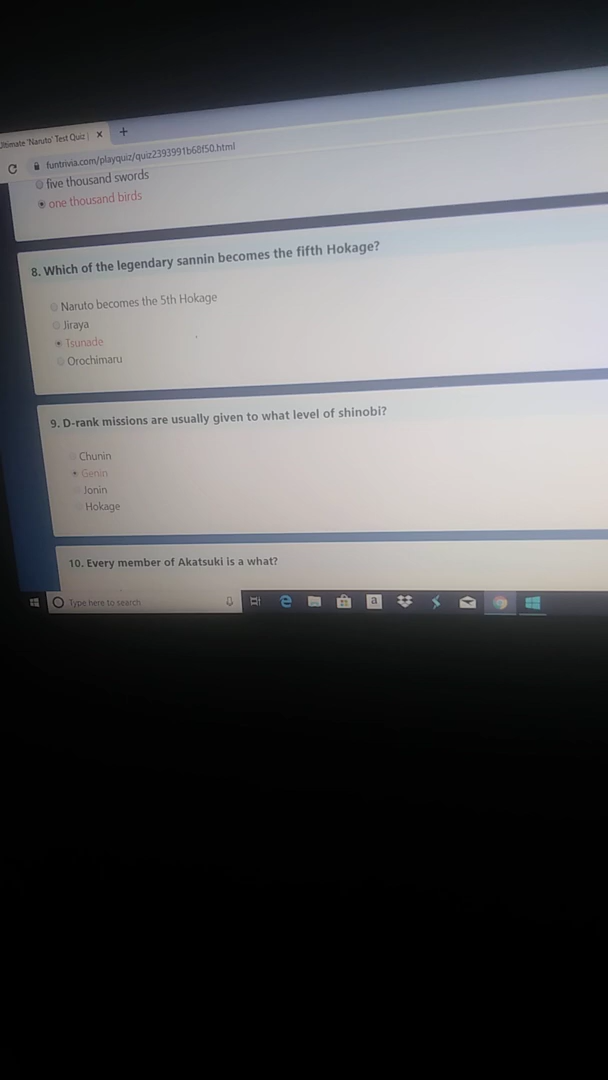 Ultimate 'Naruto' Test Quiz |
funtrivia.com/playquiz/quiz2393991b68f50.html
five thousand swords
one thousand birds
8. Which of the legendary sannin becomes the fifth Hokage?
Naruto becomes the 5th Hokage
Jiraya
Tsunade
Orochimaru
9. D-rank missions are usually given to what level of shinobi?
Chunin
Genin
Jonin
Hokage
10. Every member of Akatsuki is a what?
Type here to search
a